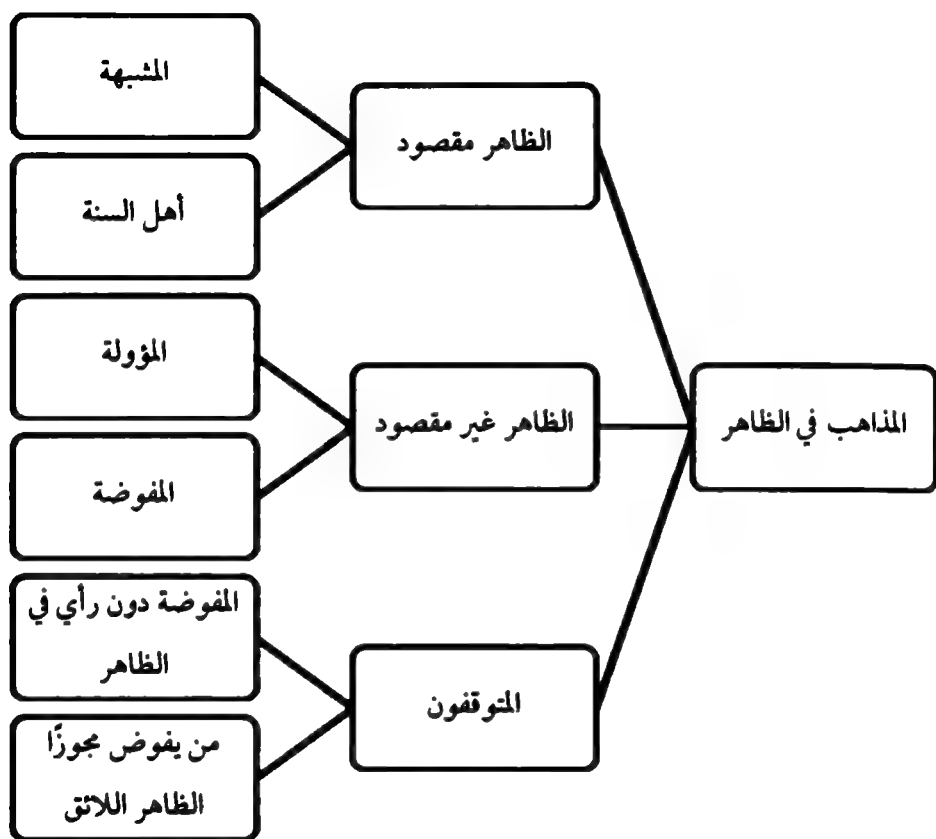 المذاهب في الظاهر
الظاهر مقصود
المشبهة
أهل السنة
الظاهر غير مقصود
المؤولة
المفوضة
المتوقفون
المفوضة دون رأي في
الظاهر
من يفوض مجوزًا
الظاهر اللائق